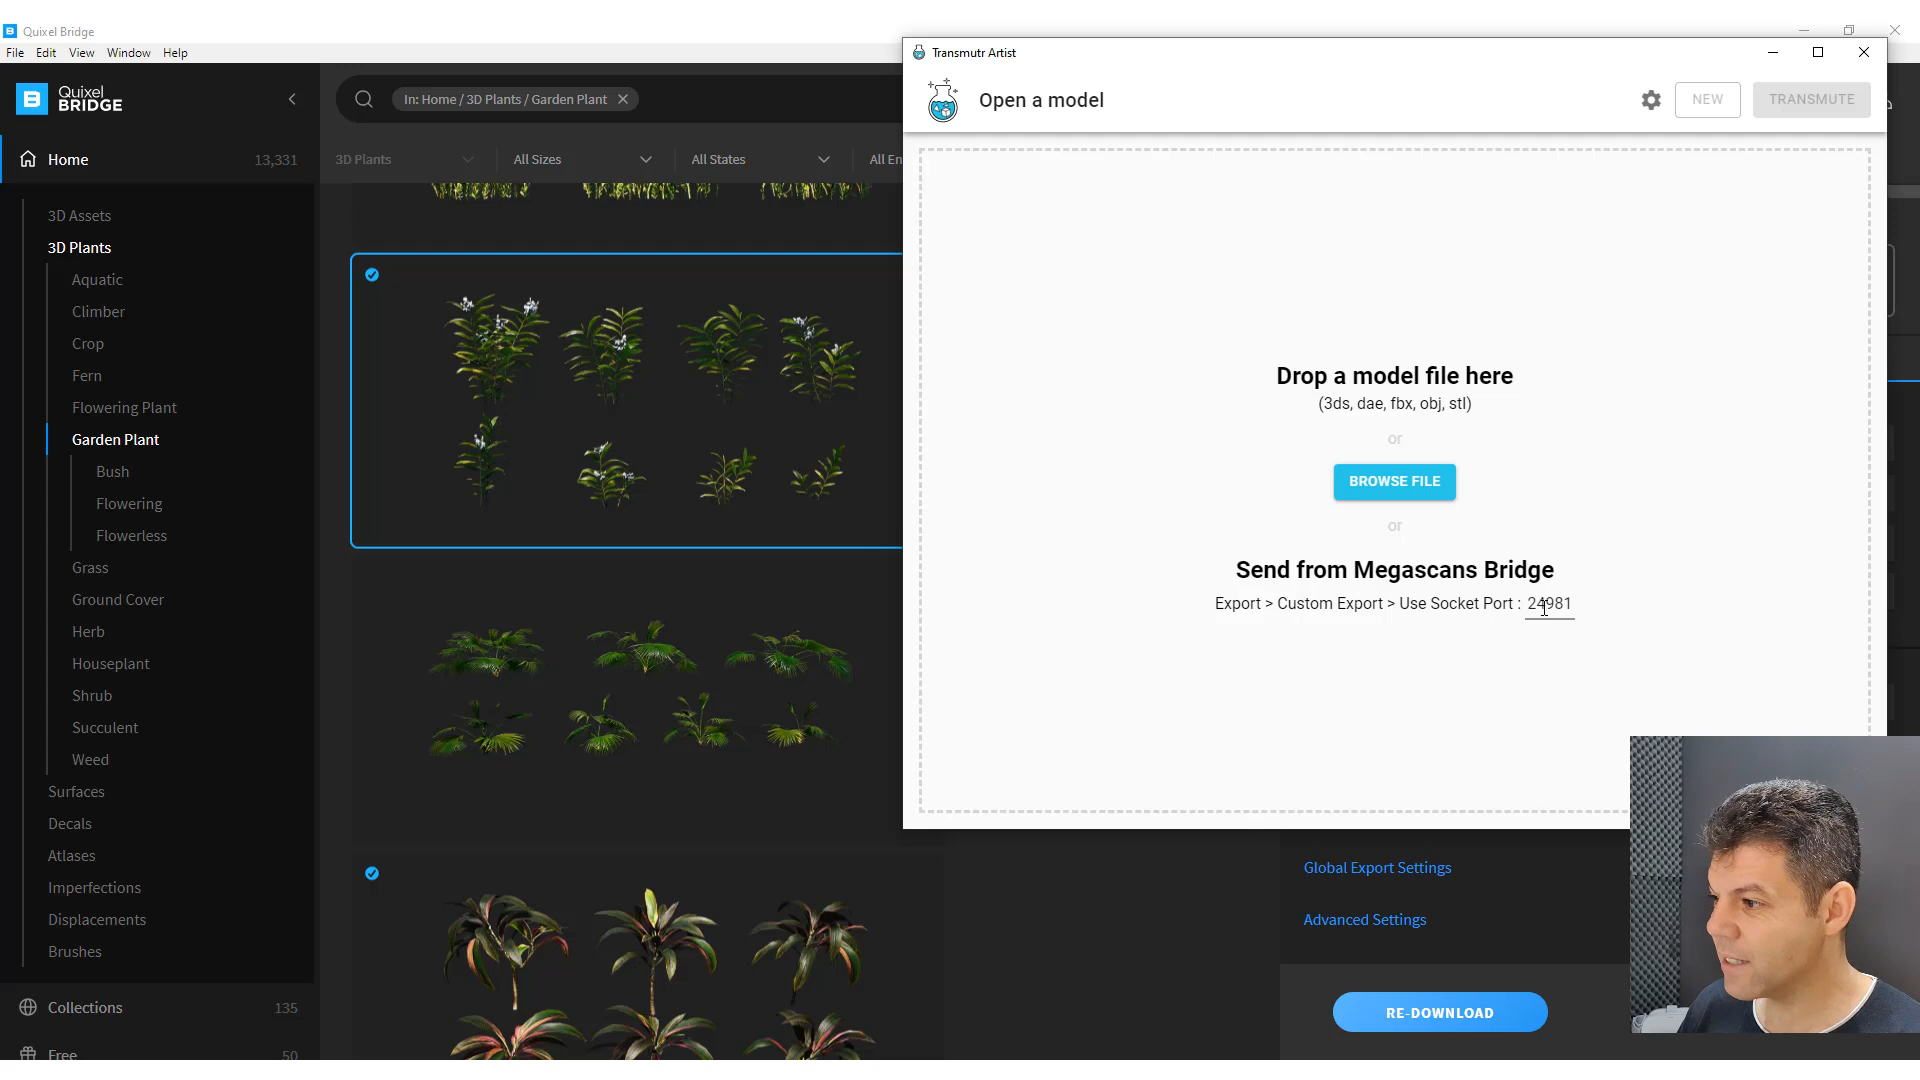 Quixel Bridge
File Edit View Window Help
Quixel
BRIDGE
Home 13,331
3D Assets
3D Plants
Aquatic
Climber
Crop
Fern
Flowering Plant
Garden Plant
Bush
Flowering
Flowerless
Grass
Ground Cover
Herb
Houseplant
Shrub
Succulent
Weed
Surfaces
Decals
Atlases
Imperfections
Displacements
Brushes
Collections 135
Free 50
In: Home / 3D Plants / Garden Plant
3D Plants All Sizes All States All En
Transmutr Artist
Open a model
NEW TRANSMUTE
Drop a model file here
(3ds, dae, fbx, obj, stl)
or
BROWSE FILE
or
Send from Megascans Bridge
Export > Custom Export > Use Socket Port : 24981
Global Export Settings
Advanced Settings
RE-DOWNLOAD